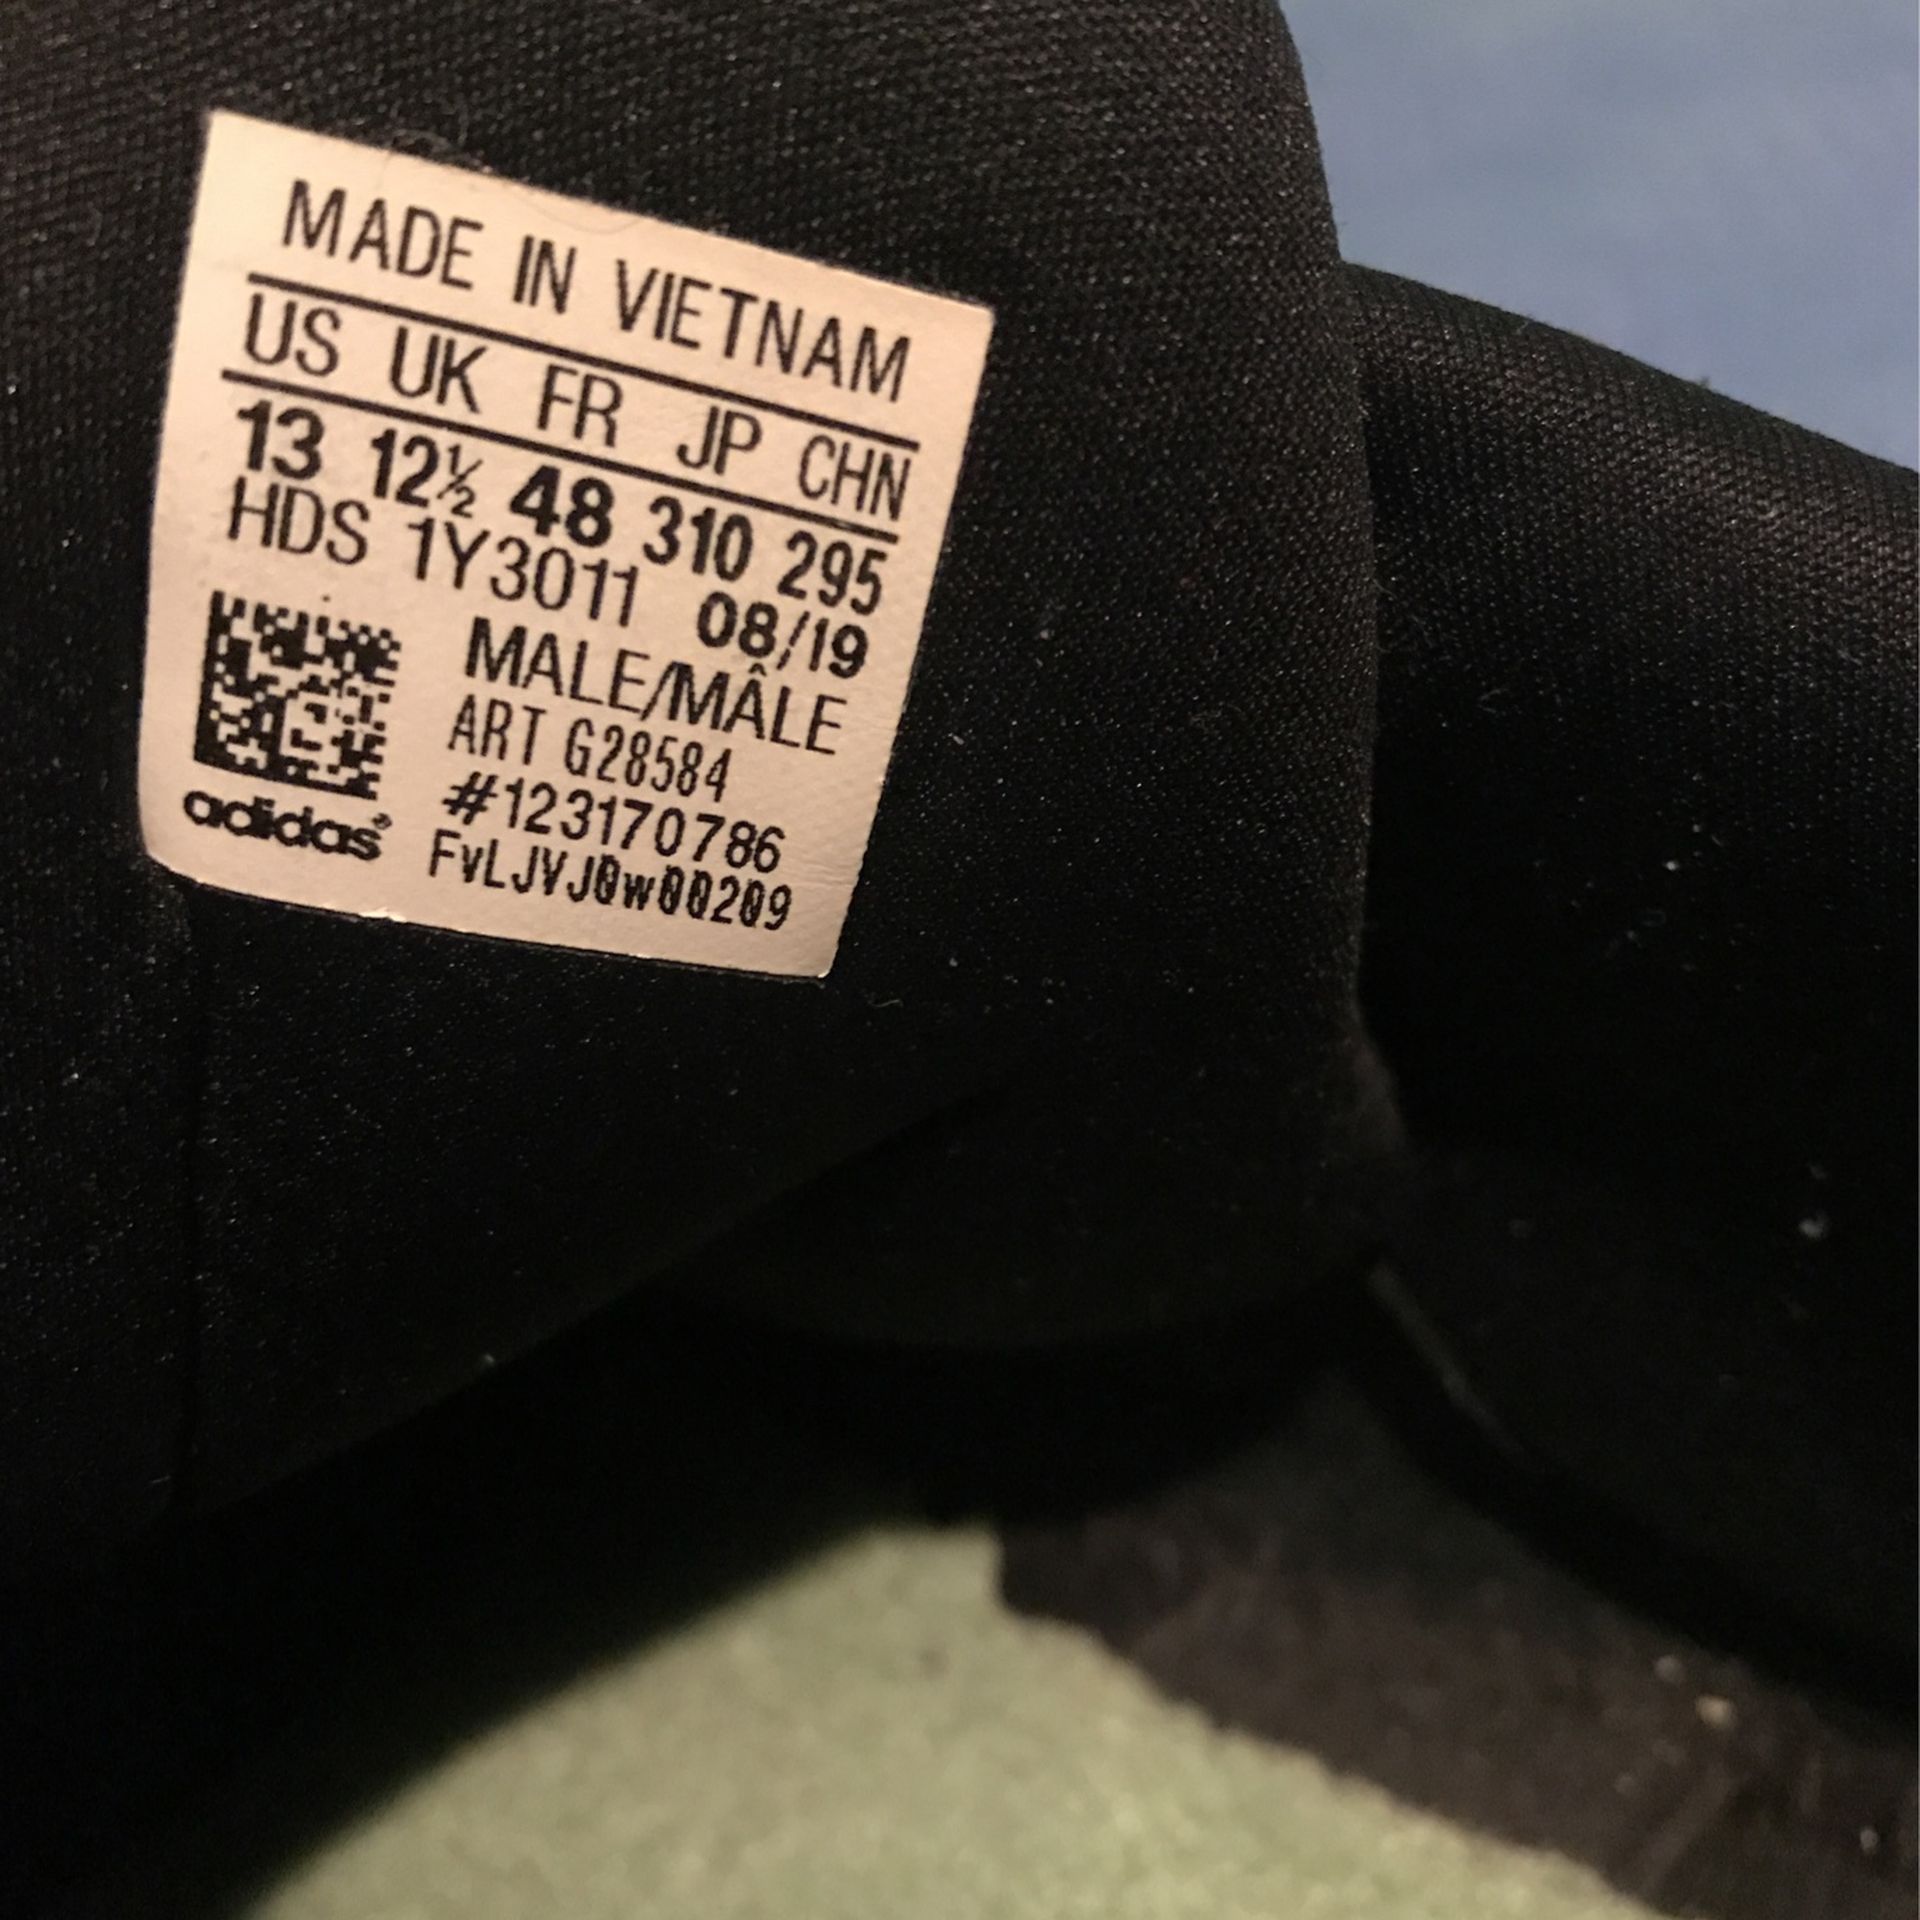 MADE IN VIETNAM
US UK FR JP CHN
13 12½ 48 310 295
HDS 1Y3011 08/19
MALE/MÂLE
ART G28584
#123170786
FvLJVJ0w00209
adidas®